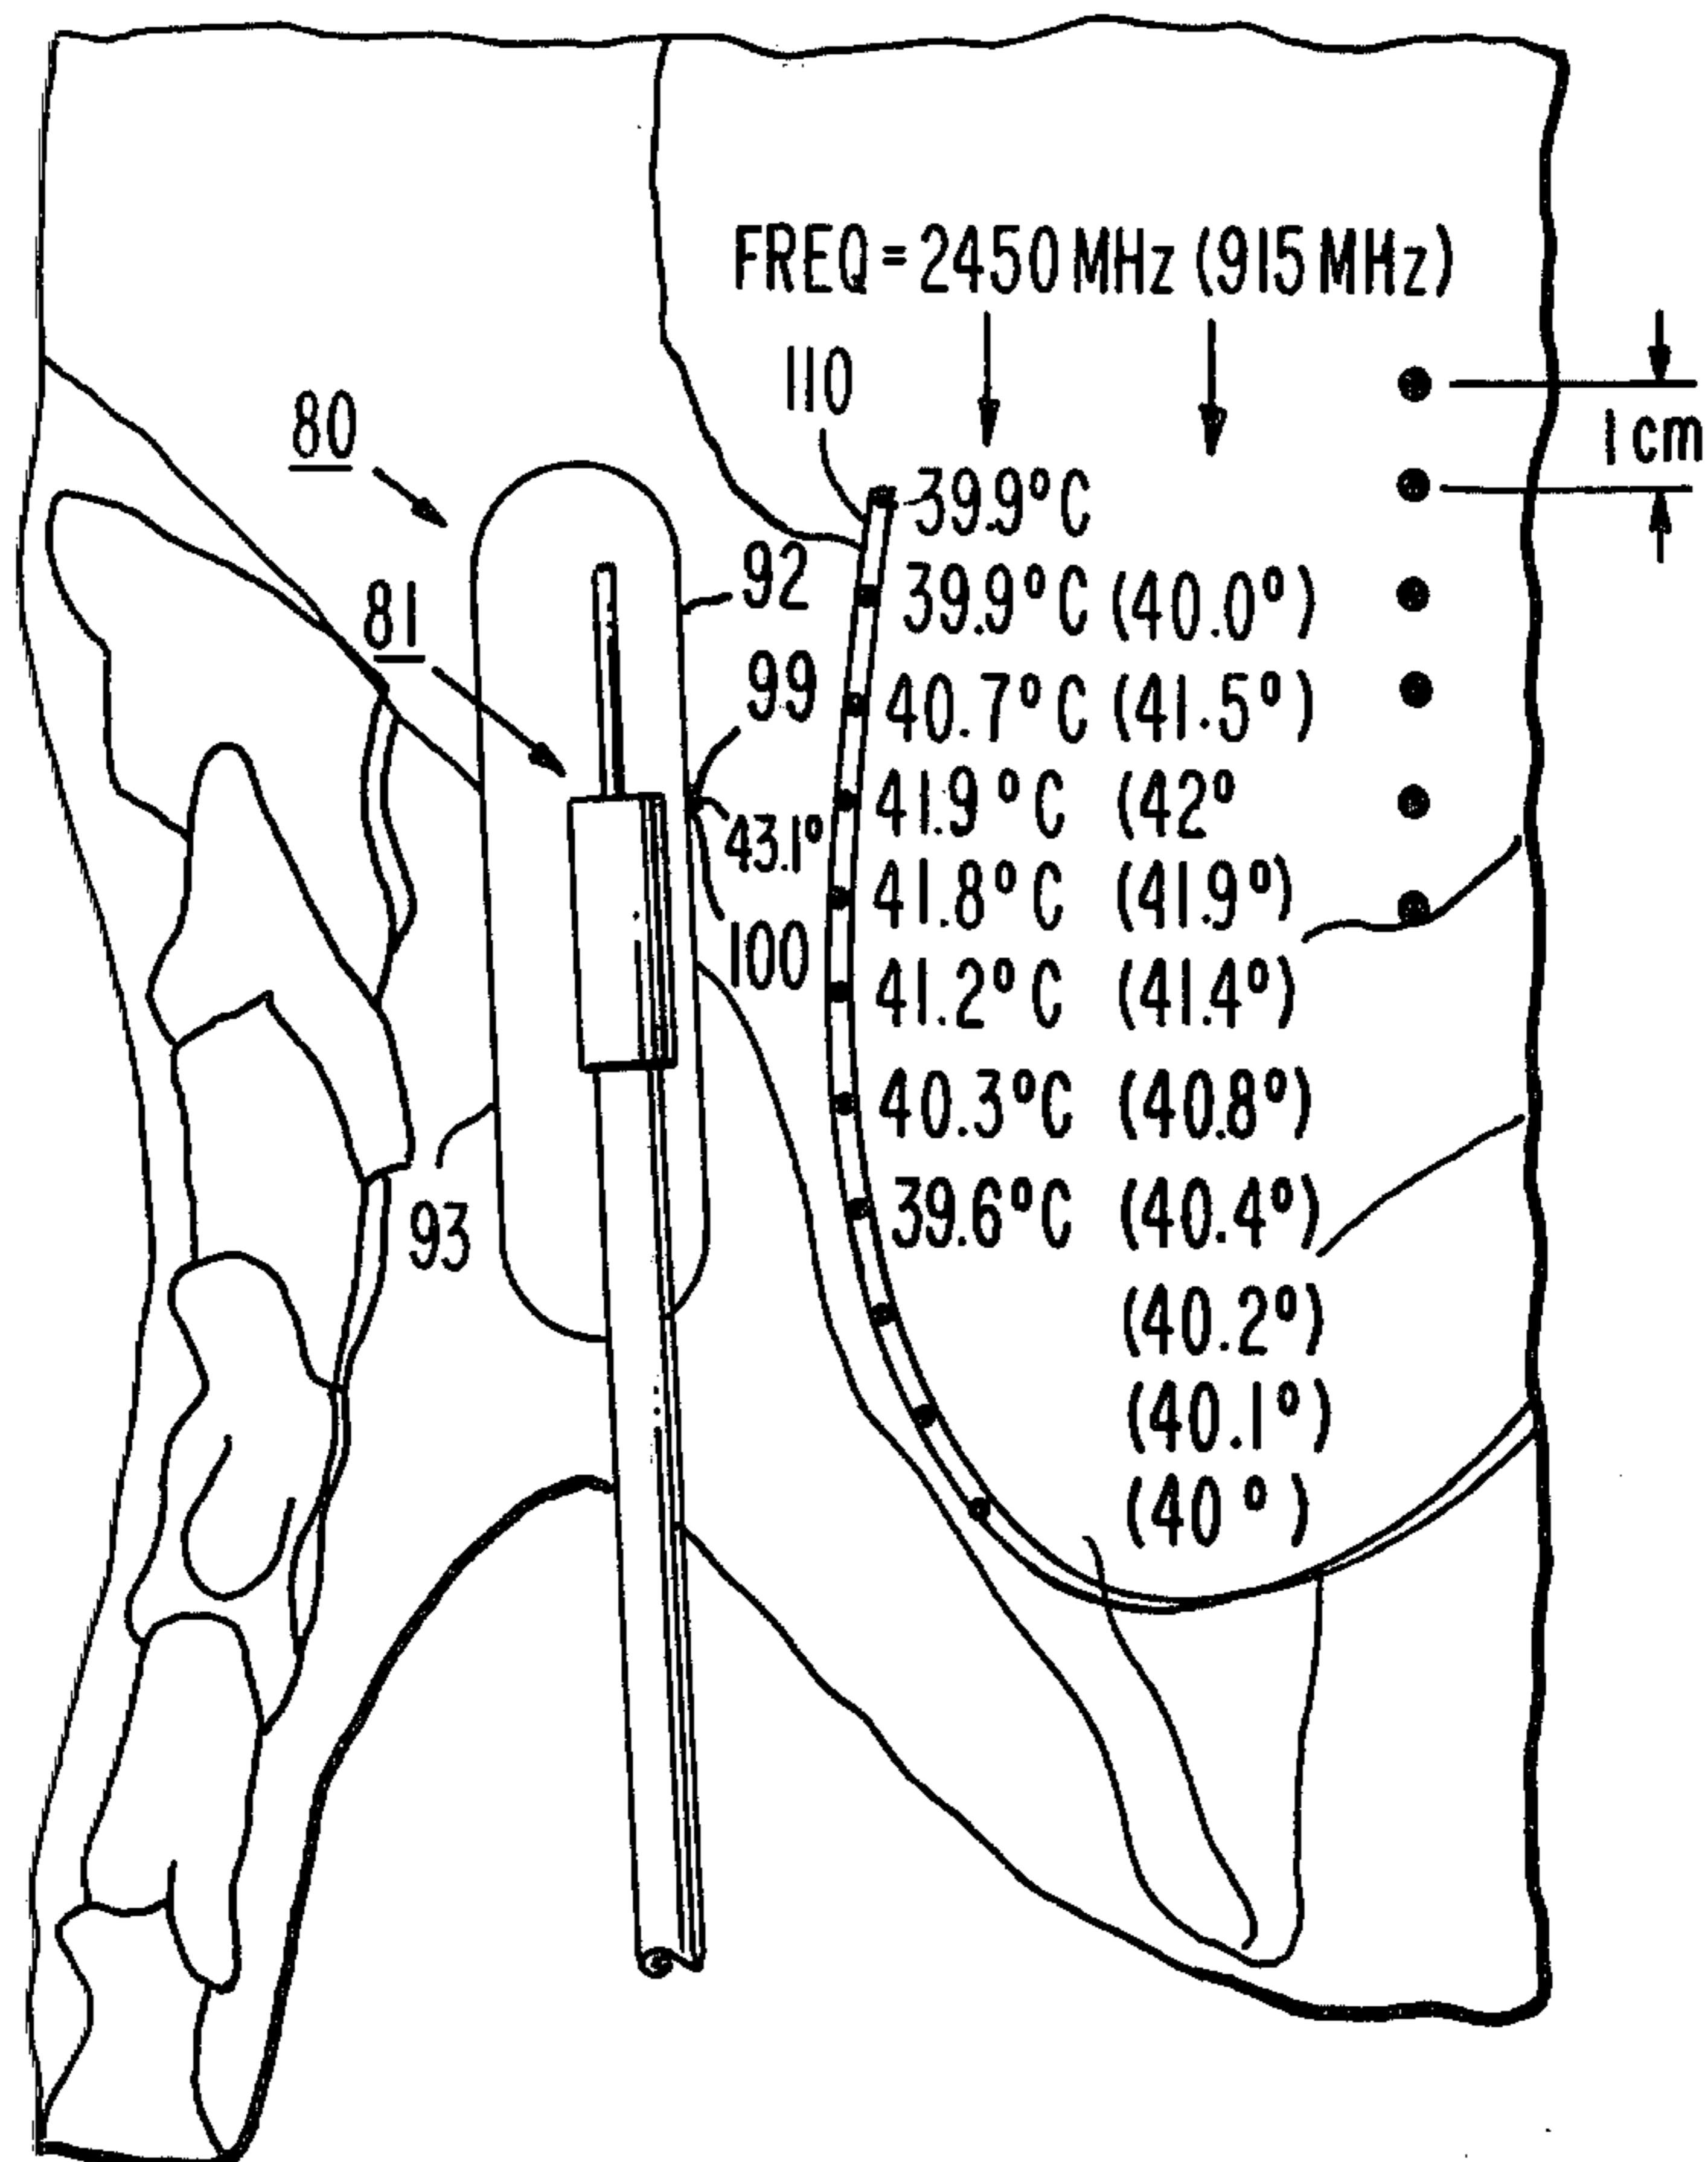 FREQ = 2450 MHz (915 MHz)
110
1 cm
80
39.9°C
92
39.9°C (40.0°)
81
99
40.7°C (41.5°)
43.1°
41.9°C (42°
41.8°C (41.9°)
100
41.2°C (41.4°)
40.3°C (40.8°)
93
39.6°C (40.4°)
(40.2°)
(40.1°)
(40°)